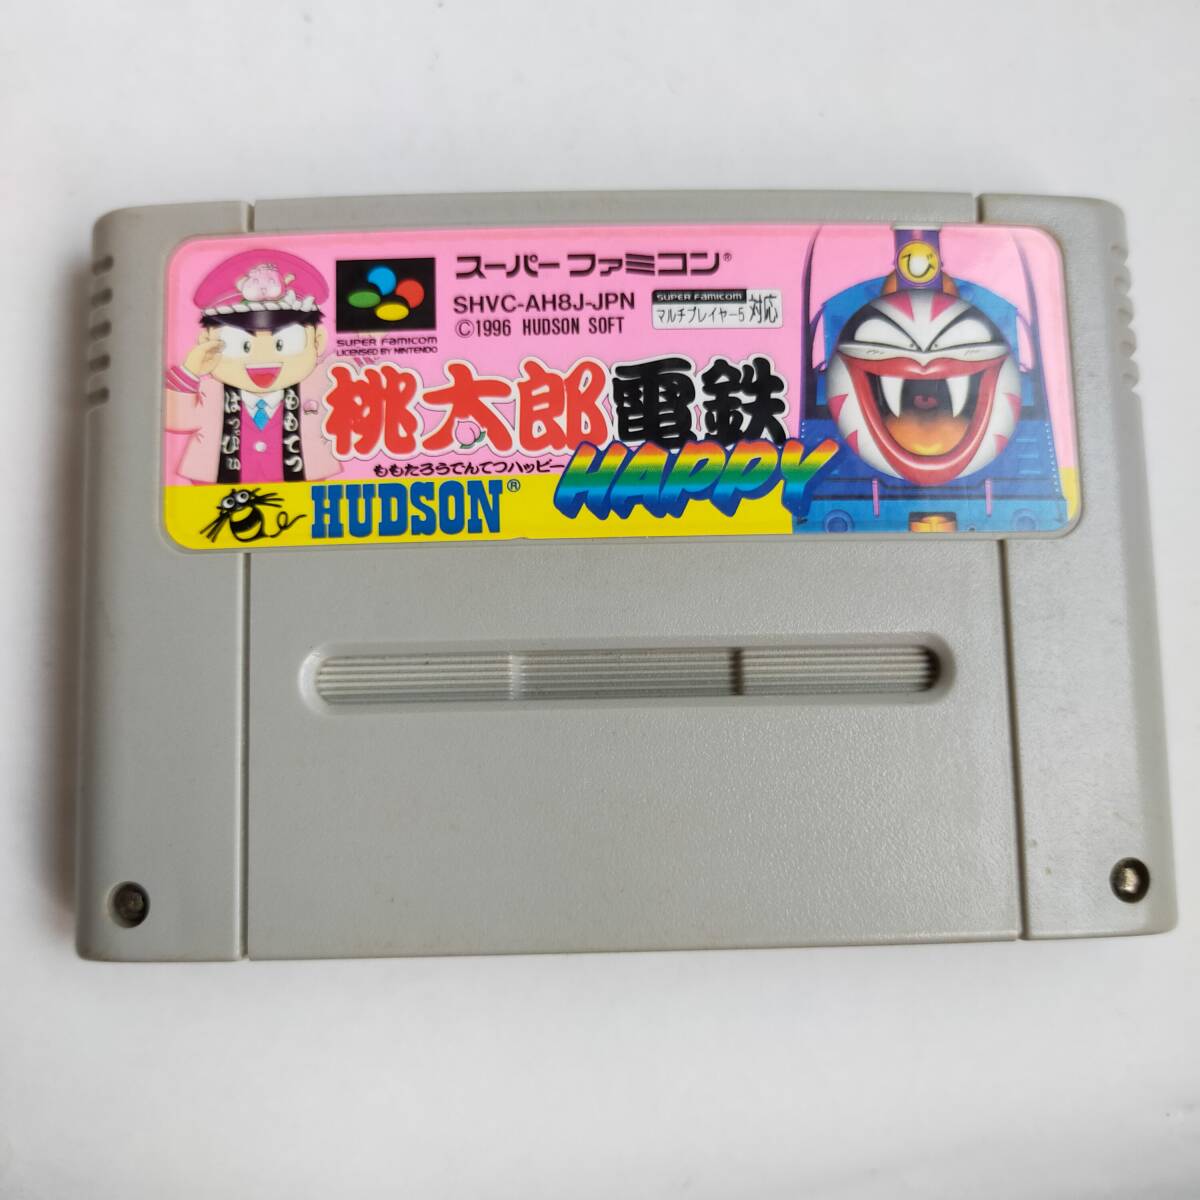 スーパーファミコン®
SHVC-AH8J-JPN
©1996 HUDSON SOFT
SUPER FAMICOM
マルチプレイヤー5 対応
SUPER FAMICOM
LICENSED BY NINTENDO
び
ももてつ
はっぴぃ
桃太郎電鉄
ももたろうでんてつハッピー
HAPPY
HUDSON®